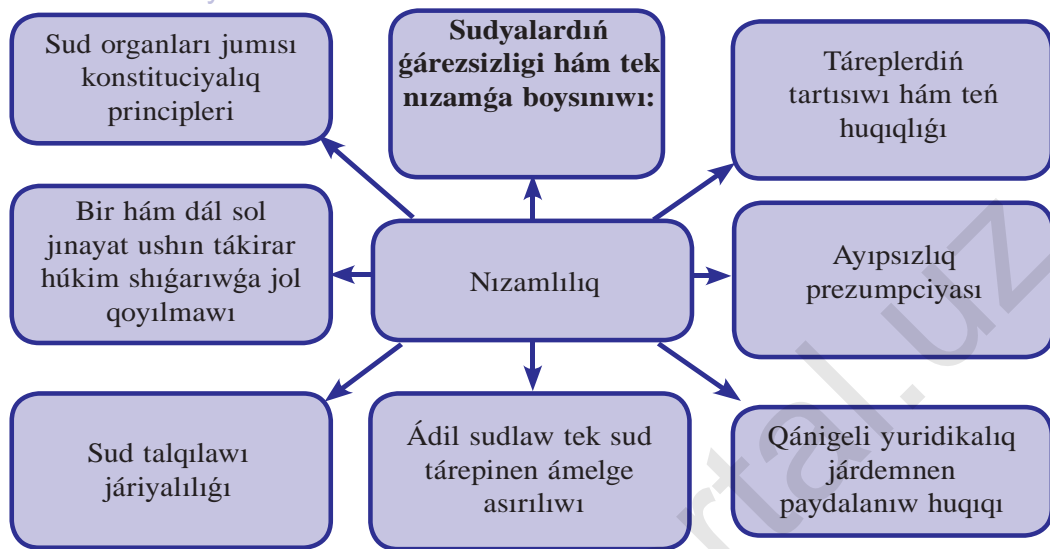 Sud organları jumısı
konstituciyalıq
principleri
Sudyalardıń
ǵárezsizligi hám tek
nızamǵa boysınıwı:
Táreplerdiń
tartısıwı hám teń
huqıqlıǵı
Bir hám dál sol
jınayat ushın tákirar
húkim shıǵarıwǵa jol
qoyılmawı
Nızamlılıq
Ayıpsızlıq
prezumpciyası
Sud talqılawı
járiyalılıǵı
Ádil sudlaw tek sud
tárepinen ámelge
asırılıwı
Qánigeli yuridikalıq
járdemnen
paydalanıw huqıqı
rtal.uz